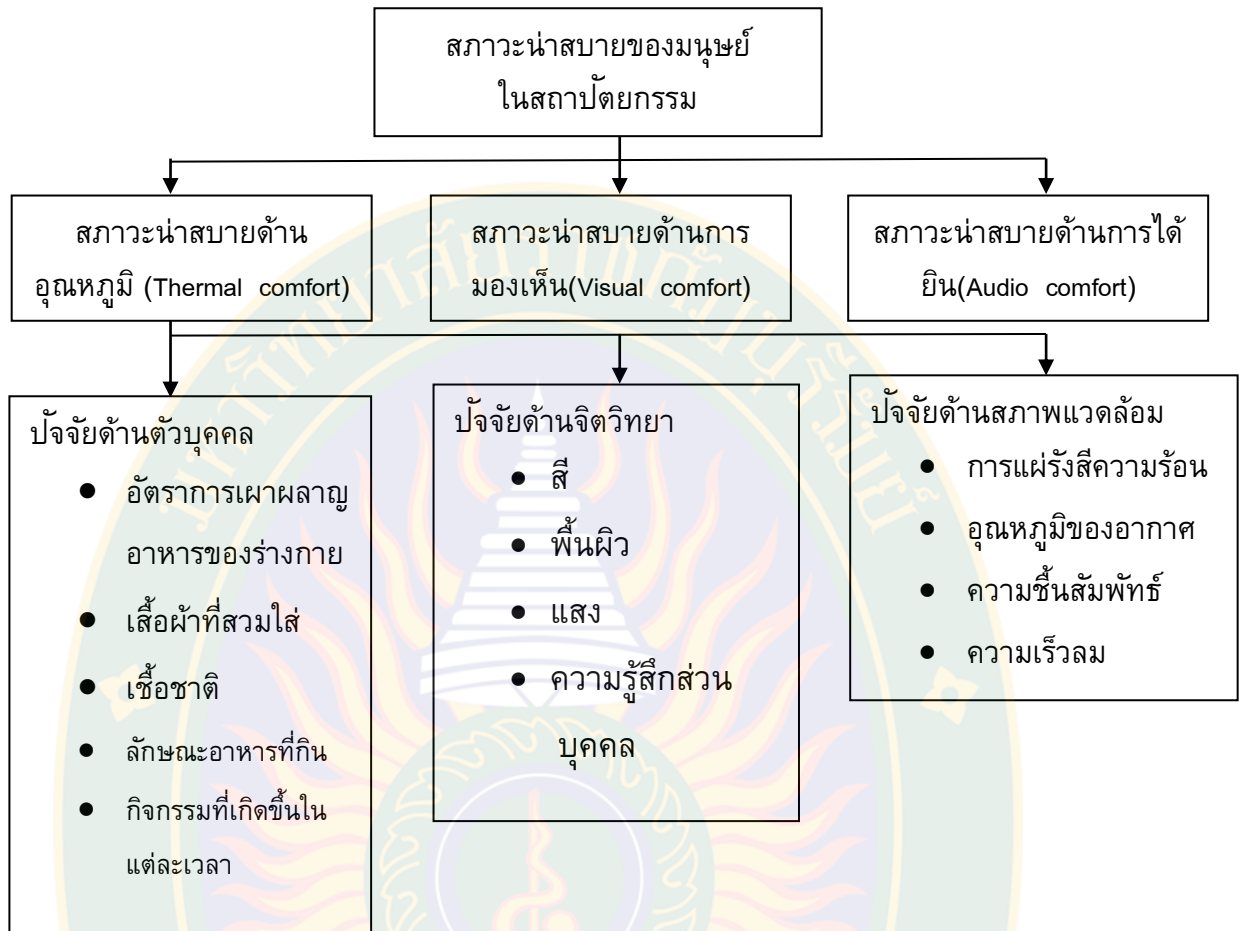 สภาวะน่าสบายของมนุษย์
ในสถาปัตยกรรม
สภาวะน่าสบายด้าน
อุณหภูมิ (Thermal comfort)
สภาวะน่าสบายด้านการ
มองเห็น(Visual comfort)
สภาวะน่าสบายด้านการได้
ยิน(Audio comfort)
ปัจจัยด้านตัวบุคคล
● อัตราการเผาผลาญ
อาหารของร่างกาย
● เสื้อผ้าที่สวมใส่
● เชื้อชาติ
● ลักษณะอาหารที่กิน
● กิจกรรมที่เกิดขึ้นใน
แต่ละเวลา
ปัจจัยด้านจิตวิทยา
● สี
● พื้นผิว
● แสง
● ความรู้สึกส่วน
บุคคล
ปัจจัยด้านสภาพแวดล้อม
● การแผ่รังสีความร้อน
● อุณหภูมิของอากาศ
● ความชื้นสัมพัทธ์
● ความเร็วลม